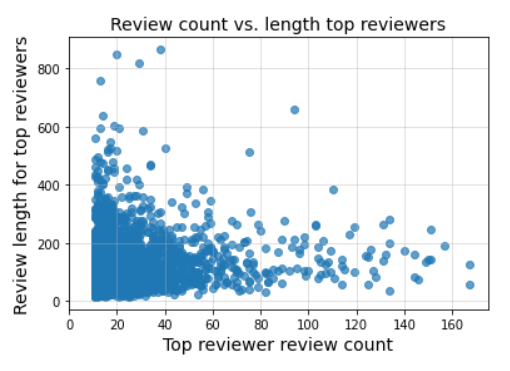 Review count vs. length top reviewers
Review length for top reviewers
800
600
400
200
0
0 20 40 60 80 100 120 140 160
Top reviewer review count